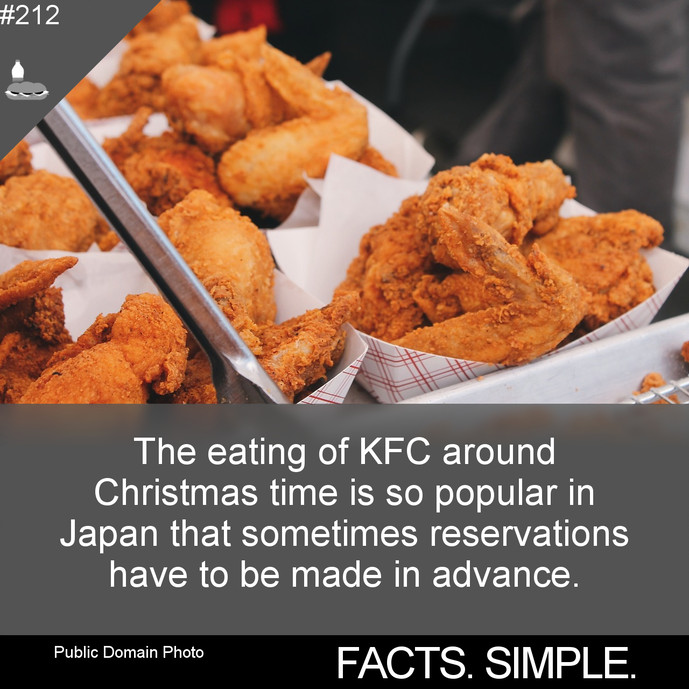 #212
The eating of KFC around
Christmas time is so popular in
Japan that sometimes reservations
have to be made in advance.
Public Domain Photo
FACTS. SIMPLE.